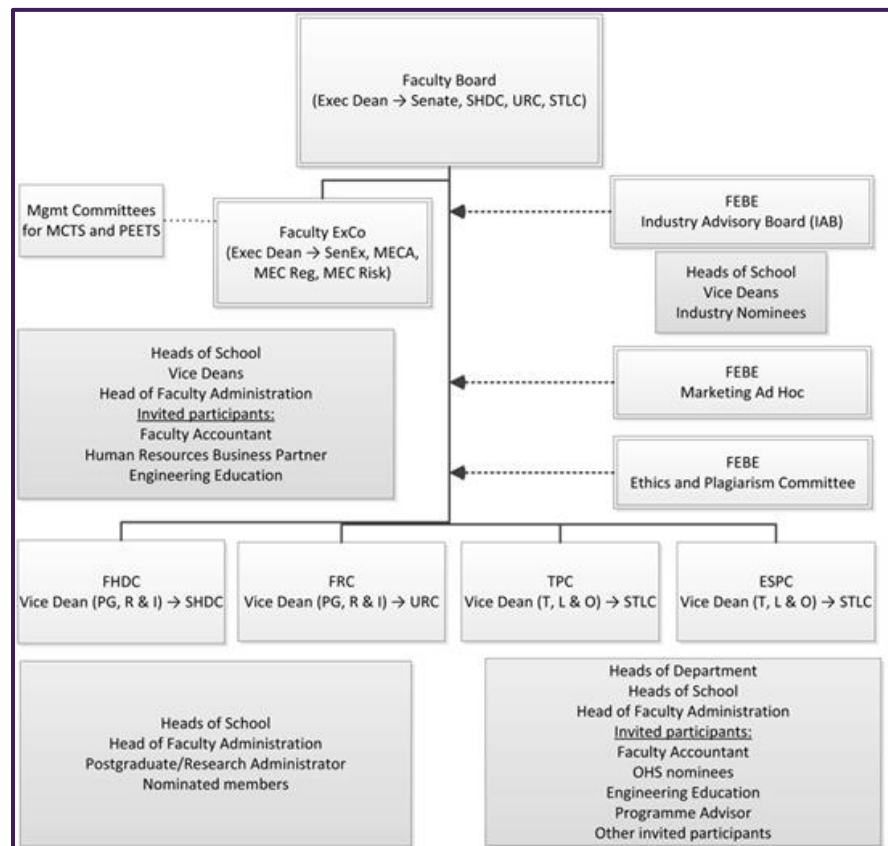 Faculty Board
(Exec Dean → Senate, SHDC, URC, STLC)
Mgmt Committees
for MCTS and PEETS
Faculty ExCo
(Exec Dean → SenEx, MECA,
MEC Reg, MEC Risk)
FEBE
Industry Advisory Board (IAB)
Heads of School
Vice Deans
Industry Nominees
Heads of School
Vice Deans
Head of Faculty Administration
Invited participants:
Faculty Accountant
Human Resources Business Partner
Engineering Education
FEBE
Marketing Ad Hoc
FEBE
Ethics and Plagiarism Committee
FHDC
Vice Dean (PG, R & I) → SHDC
FRC
Vice Dean (PG, R & I) → URC
TPC
Vice Dean (T, L & O) → STLC
ESPC
Vice Dean (T, L & O) → STLC
Heads of School
Head of Faculty Administration
Postgraduate/Research Administrator
Nominated members
Heads of Department
Heads of School
Head of Faculty Administration
Invited participants:
Faculty Accountant
OHS nominees
Engineering Education
Programme Advisor
Other invited participants